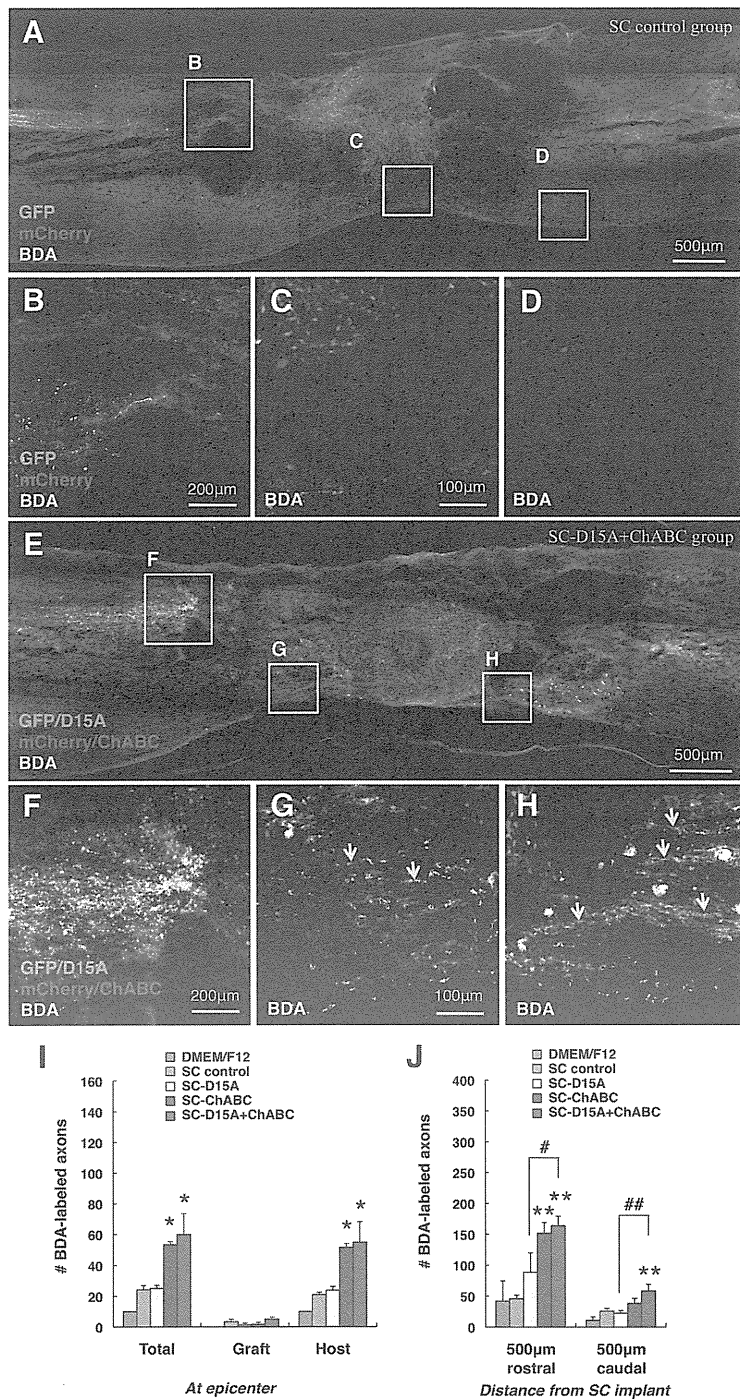 A
SC control group
B
C
D
GFP
mCherry
BDA
500µm
B
C
D
GFP
mCherry
BDA
200µm
BDA
100µm
BDA
E
SC-D15A+ChABC group
F
G
H
GFP/D15A
mCherry/ChABC
BDA
500µm
F
G
H
GFP/D15A
mCherry/ChABC
BDA
200µm
BDA
100µm
BDA
I
DMEM/F12
SC control
SC-D15A
SC-ChABC
SC-D15A+ChABC
# BDA-labeled axons
160
140
120
100
80
60
40
20
0
*
*
*
*
Total
Graft
Host
At epicenter
J
DMEM/F12
SC control
SC-D15A
SC-ChABC
SC-D15A+ChABC
# BDA-labeled axons
400
350
300
250
200
150
100
50
0
#
**
**
##
**
500µm rostral
500µm caudal
Distance from SC implant